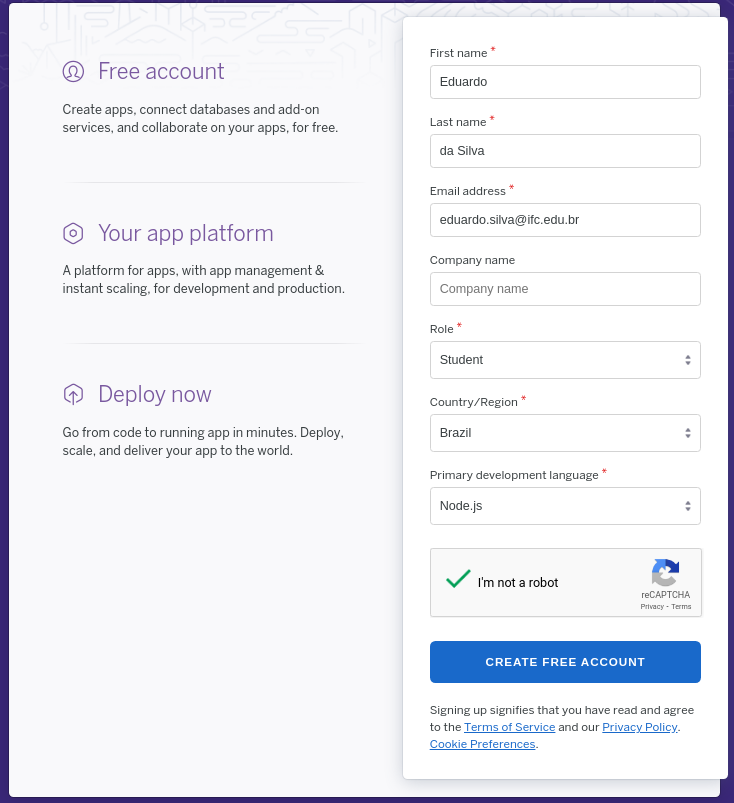 Free account
Create apps, connect databases and add-on
services, and collaborate on your apps, for free.
Your app platform
A platform for apps, with app management &
instant scaling, for development and production.
Deploy now
Go from code to running app in minutes. Deploy,
scale, and deliver your app to the world.
First name *
Eduardo
Last name *
da Silva
Email address *
eduardo.silva@ifc.edu.br
Company name
Company name
Role *
Student
Country/Region *
Brazil
Primary development language *
Node.js
I'm not a robot
reCAPTCHA
Privacy - Terms
CREATE FREE ACCOUNT
Signing up signifies that you have read and agree
to the Terms of Service and our Privacy Policy.
Cookie Preferences.